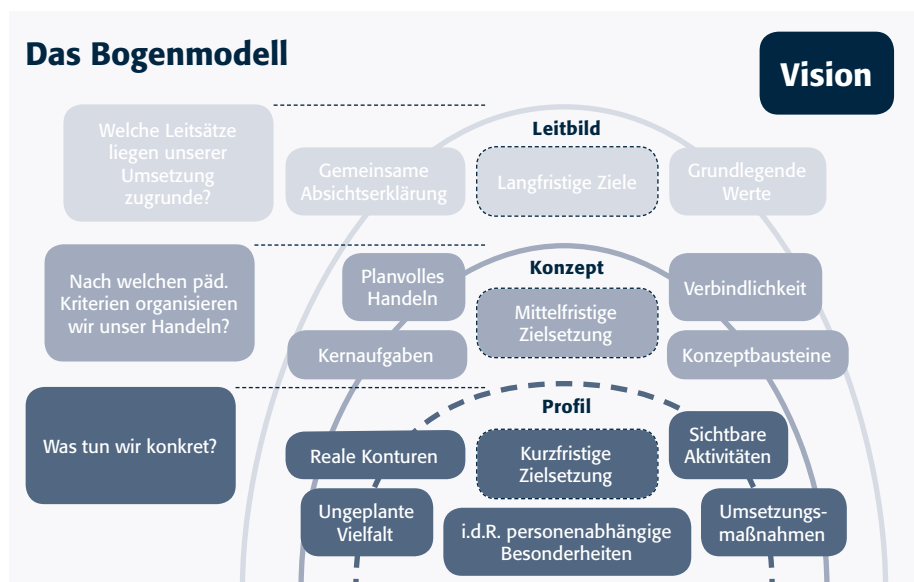 Das Bogenmodell
Vision
Welche Leitsätze
liegen unserer
Umsetzung
zugrunde?
Leitbild
Gemeinsame
Absichtserklärung
Langfristige Ziele
Grundlegende
Werte
Nach welchen päd.
Kriterien organisieren
wir unser Handeln?
Konzept
Planvolles
Handeln
Mittelfristige
Zielsetzung
Verbindlichkeit
Kernaufgaben
Konzeptbausteine
Was tun wir konkret?
Profil
Reale Konturen
Kurzfristige
Zielsetzung
Sichtbare
Aktivitäten
Ungeplante
Vielfalt
i.d.R. personenabhängige
Besonderheiten
Umsetzungs-
maßnahmen